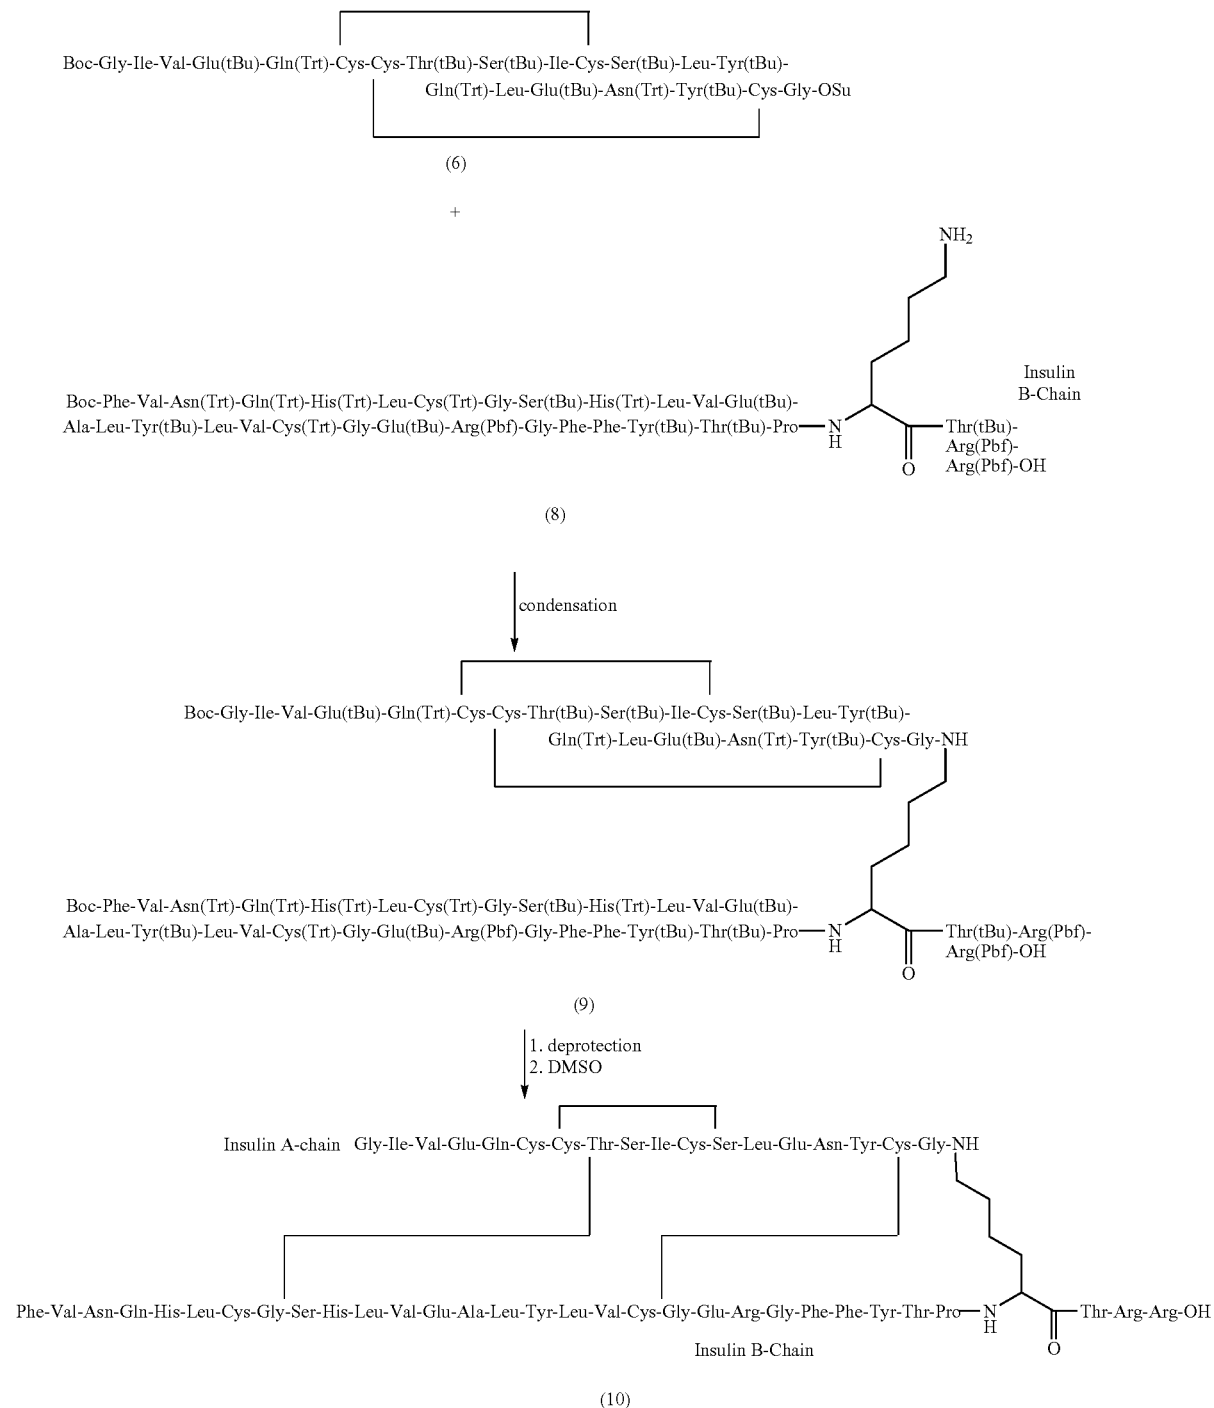 Boc-Gly-Ile-Val-Glu(tBu)-Gln(Trt)-Cys-Cys-Thr(tBu)-Ser(tBu)-Ile-Cys-Ser(tBu)-Leu-Tyr(tBu)-
Gln(Trt)-Leu-Glu(tBu)-Asn(Trt)-Tyr(tBu)-Cys-Gly-OSu
(6)
+
NH2
Insulin
B-Chain
Boc-Phe-Val-Asn(Trt)-Gln(Trt)-His(Trt)-Leu-Cys(Trt)-Gly-Ser(tBu)-His(Trt)-Leu-Val-Glu(tBu)-
Ala-Leu-Tyr(tBu)-Leu-Val-Cys(Trt)-Gly-Glu(tBu)-Arg(Pbf)-Gly-Phe-Phe-Tyr(tBu)-Thr(tBu)-Pro
N
H
O
Thr(tBu)-
Arg(Pbf)-
Arg(Pbf)-OH
(8)
condensation
Boc-Gly-Ile-Val-Glu(tBu)-Gln(Trt)-Cys-Cys-Thr(tBu)-Ser(tBu)-Ile-Cys-Ser(tBu)-Leu-Tyr(tBu)-
Gln(Trt)-Leu-Glu(tBu)-Asn(Trt)-Tyr(tBu)-Cys-Gly-NH
Boc-Phe-Val-Asn(Trt)-Gln(Trt)-His(Trt)-Leu-Cys(Trt)-Gly-Ser(tBu)-His(Trt)-Leu-Val-Glu(tBu)-
Ala-Leu-Tyr(tBu)-Leu-Val-Cys(Trt)-Gly-Glu(tBu)-Arg(Pbf)-Gly-Phe-Phe-Tyr(tBu)-Thr(tBu)-Pro
N
H
O
Thr(tBu)-Arg(Pbf)-
Arg(Pbf)-OH
(9)
1. deprotection
2. DMSO
Insulin A-chain Gly-Ile-Val-Glu-Gln-Cys-Cys-Thr-Ser-Ile-Cys-Ser-Leu-Glu-Asn-Tyr-Cys-Gly-NH
Phe-Val-Asn-Gln-His-Leu-Cys-Gly-Ser-His-Leu-Val-Glu-Ala-Leu-Tyr-Leu-Val-Cys-Gly-Glu-Arg-Gly-Phe-Phe-Tyr-Thr-Pro
N
H
O
Thr-Arg-Arg-OH
Insulin B-Chain
(10)